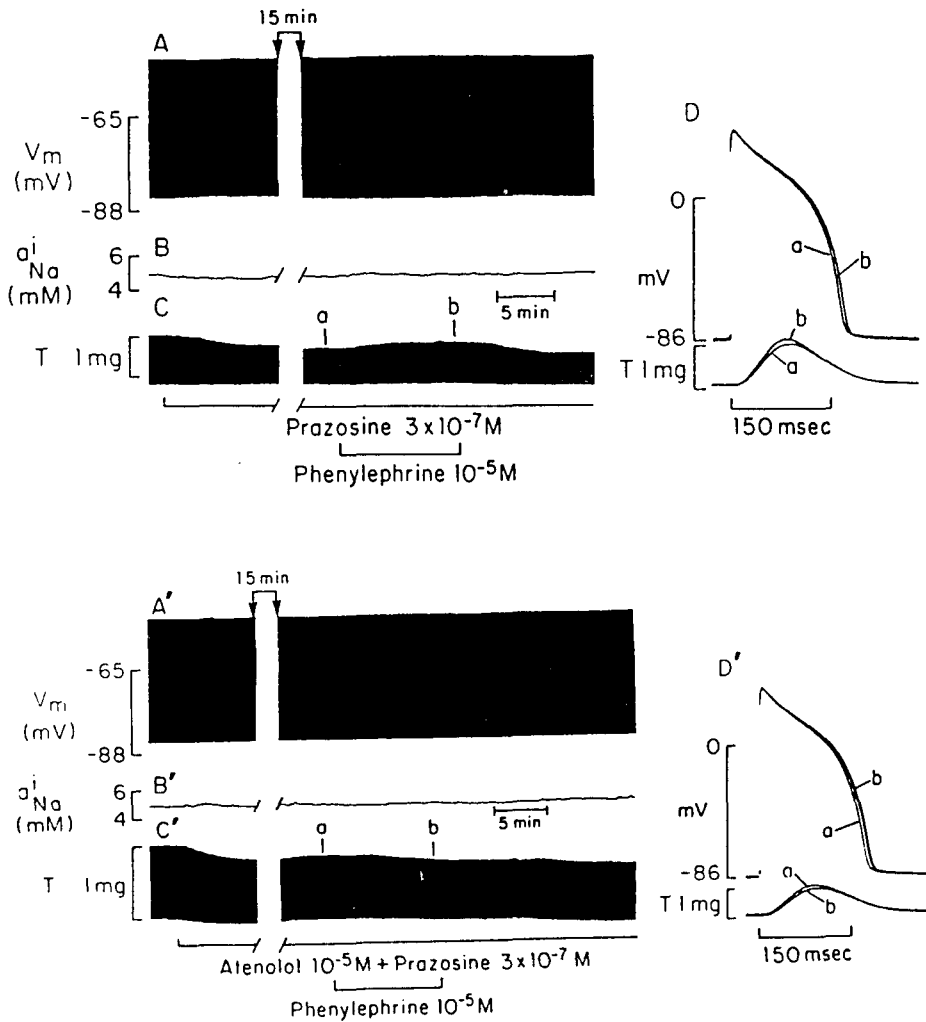 15 min
A
-65
Vm
(mV)
-88
B
aiNa
(mM)
6
4
5 min
C
a
b
T 1mg
Prazosine 3x10⁻⁷M
Phenylephrine 10⁻⁵M
D
0
a
b
mV
-86
b
T 1mg
a
150 msec
15 min
A'
-65
Vm
(mV)
-88
B'
aiNa
(mM)
6
4
5 min
C'
a
b
T 1mg
Atenolol 10⁻⁵M + Prazosine 3x10⁻⁷ M
Phenylephrine 10⁻⁵M
D'
0
b
mV
a
-86
a
T 1mg
b
150 msec